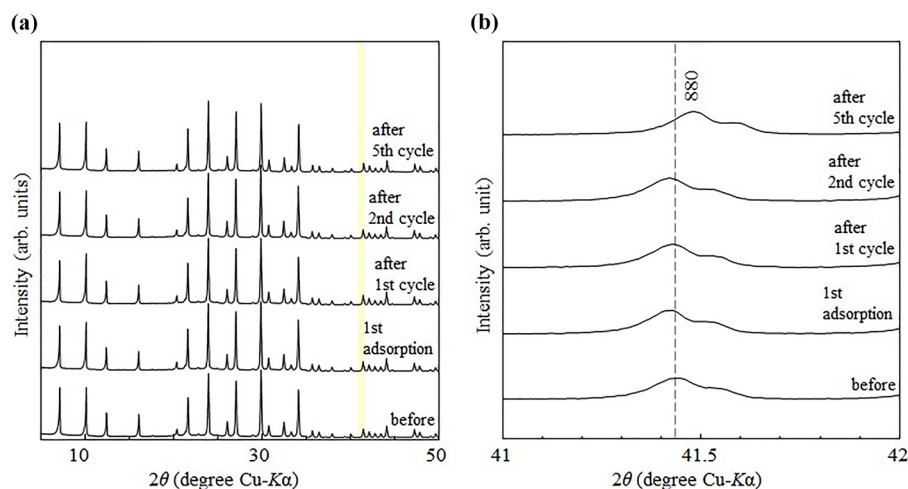 (a)
Intensity (arb. units)
after
5th cycle
after
2nd cycle
after
1st cycle
1st
adsorption
before
10
30
50
2θ (degree Cu-Kα)
(b)
Intensity (arb. unit)
880
after
5th cycle
after
2nd cycle
after
1st cycle
1st
adsorption
before
41
41.5
42
2θ (degree Cu-Kα)